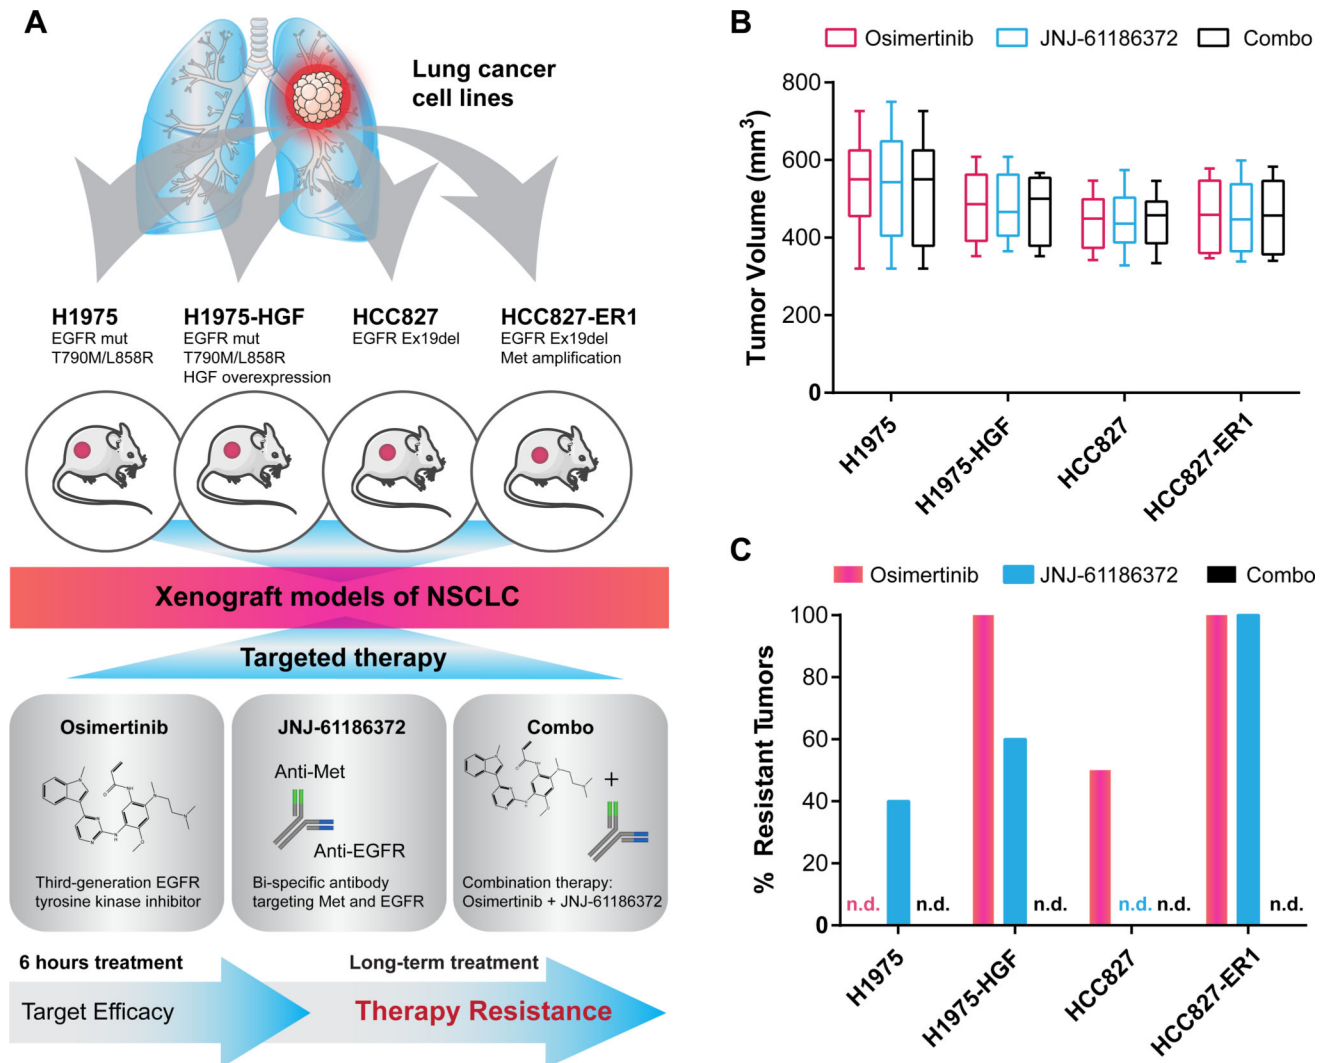 A
Lung cancer
cell lines
H1975
EGFR mut
T790M/L858R
H1975-HGF
EGFR mut
T790M/L858R
HGF overexpression
HCC827
EGFR Ex19del
HCC827-ER1
EGFR Ex19del
Met amplification
Xenograft models of NSCLC
Targeted therapy
Osimertinib
N
N
O
NH
N
N
N
N
N
H
O
Third-generation EGFR
tyrosine kinase inhibitor
JNJ-61186372
Anti-Met
Anti-EGFR
Bi-specific antibody
targeting Met and EGFR
Combo
+
Combination therapy:
Osimertinib + JNJ-61186372
6 hours treatment
Target Efficacy
Long-term treatment
Therapy Resistance
B
Osimertinib JNJ-61186372 Combo
Tumor Volume (mm³)
800
600
400
200
0
H1975
H1975-HGF
HCC827
HCC827-ER1
C
Osimertinib JNJ-61186372 Combo
% Resistant Tumors
100
80
60
40
20
0
n.d. n.d. n.d. n.d. n.d. n.d.
H1975
H1975-HGF
HCC827
HCC827-ER1